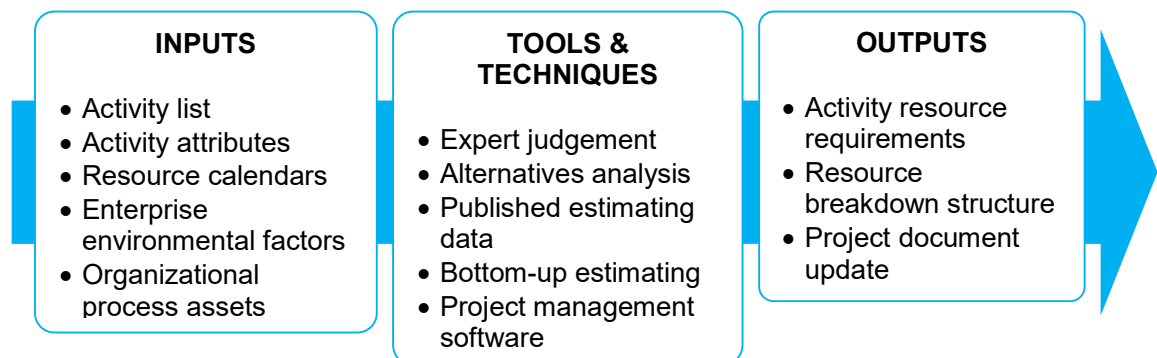 INPUTS
• Activity list
• Activity attributes
• Resource calendars
• Enterprise
environmental factors
• Organizational
process assets
TOOLS &
TECHNIQUES
• Expert judgement
• Alternatives analysis
• Published estimating
data
• Bottom-up estimating
• Project management
software
OUTPUTS
• Activity resource
requirements
• Resource
breakdown structure
• Project document
update